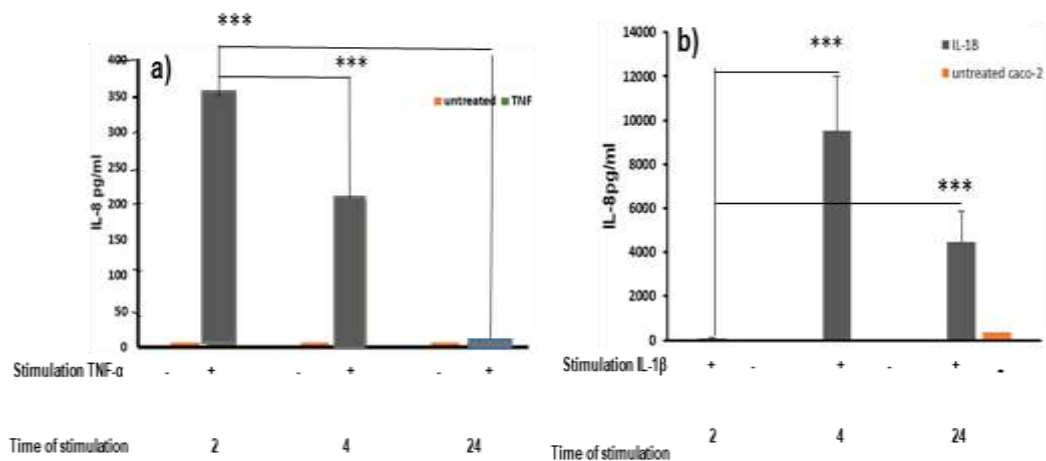 ***
a)
***
untreated TNF
IL-8 pg/ml
400
350
300
250
200
150
100
50
0
Stimulation TNF-α - + - + - +
Time of stimulation 2 4 24
b)
***
IL-1B
untreated caco-2
***
IL-8pg/ml
14000
12000
10000
8000
6000
4000
2000
0
Stimulation IL-1β + - + - + -
Time of stimulation 2 4 24